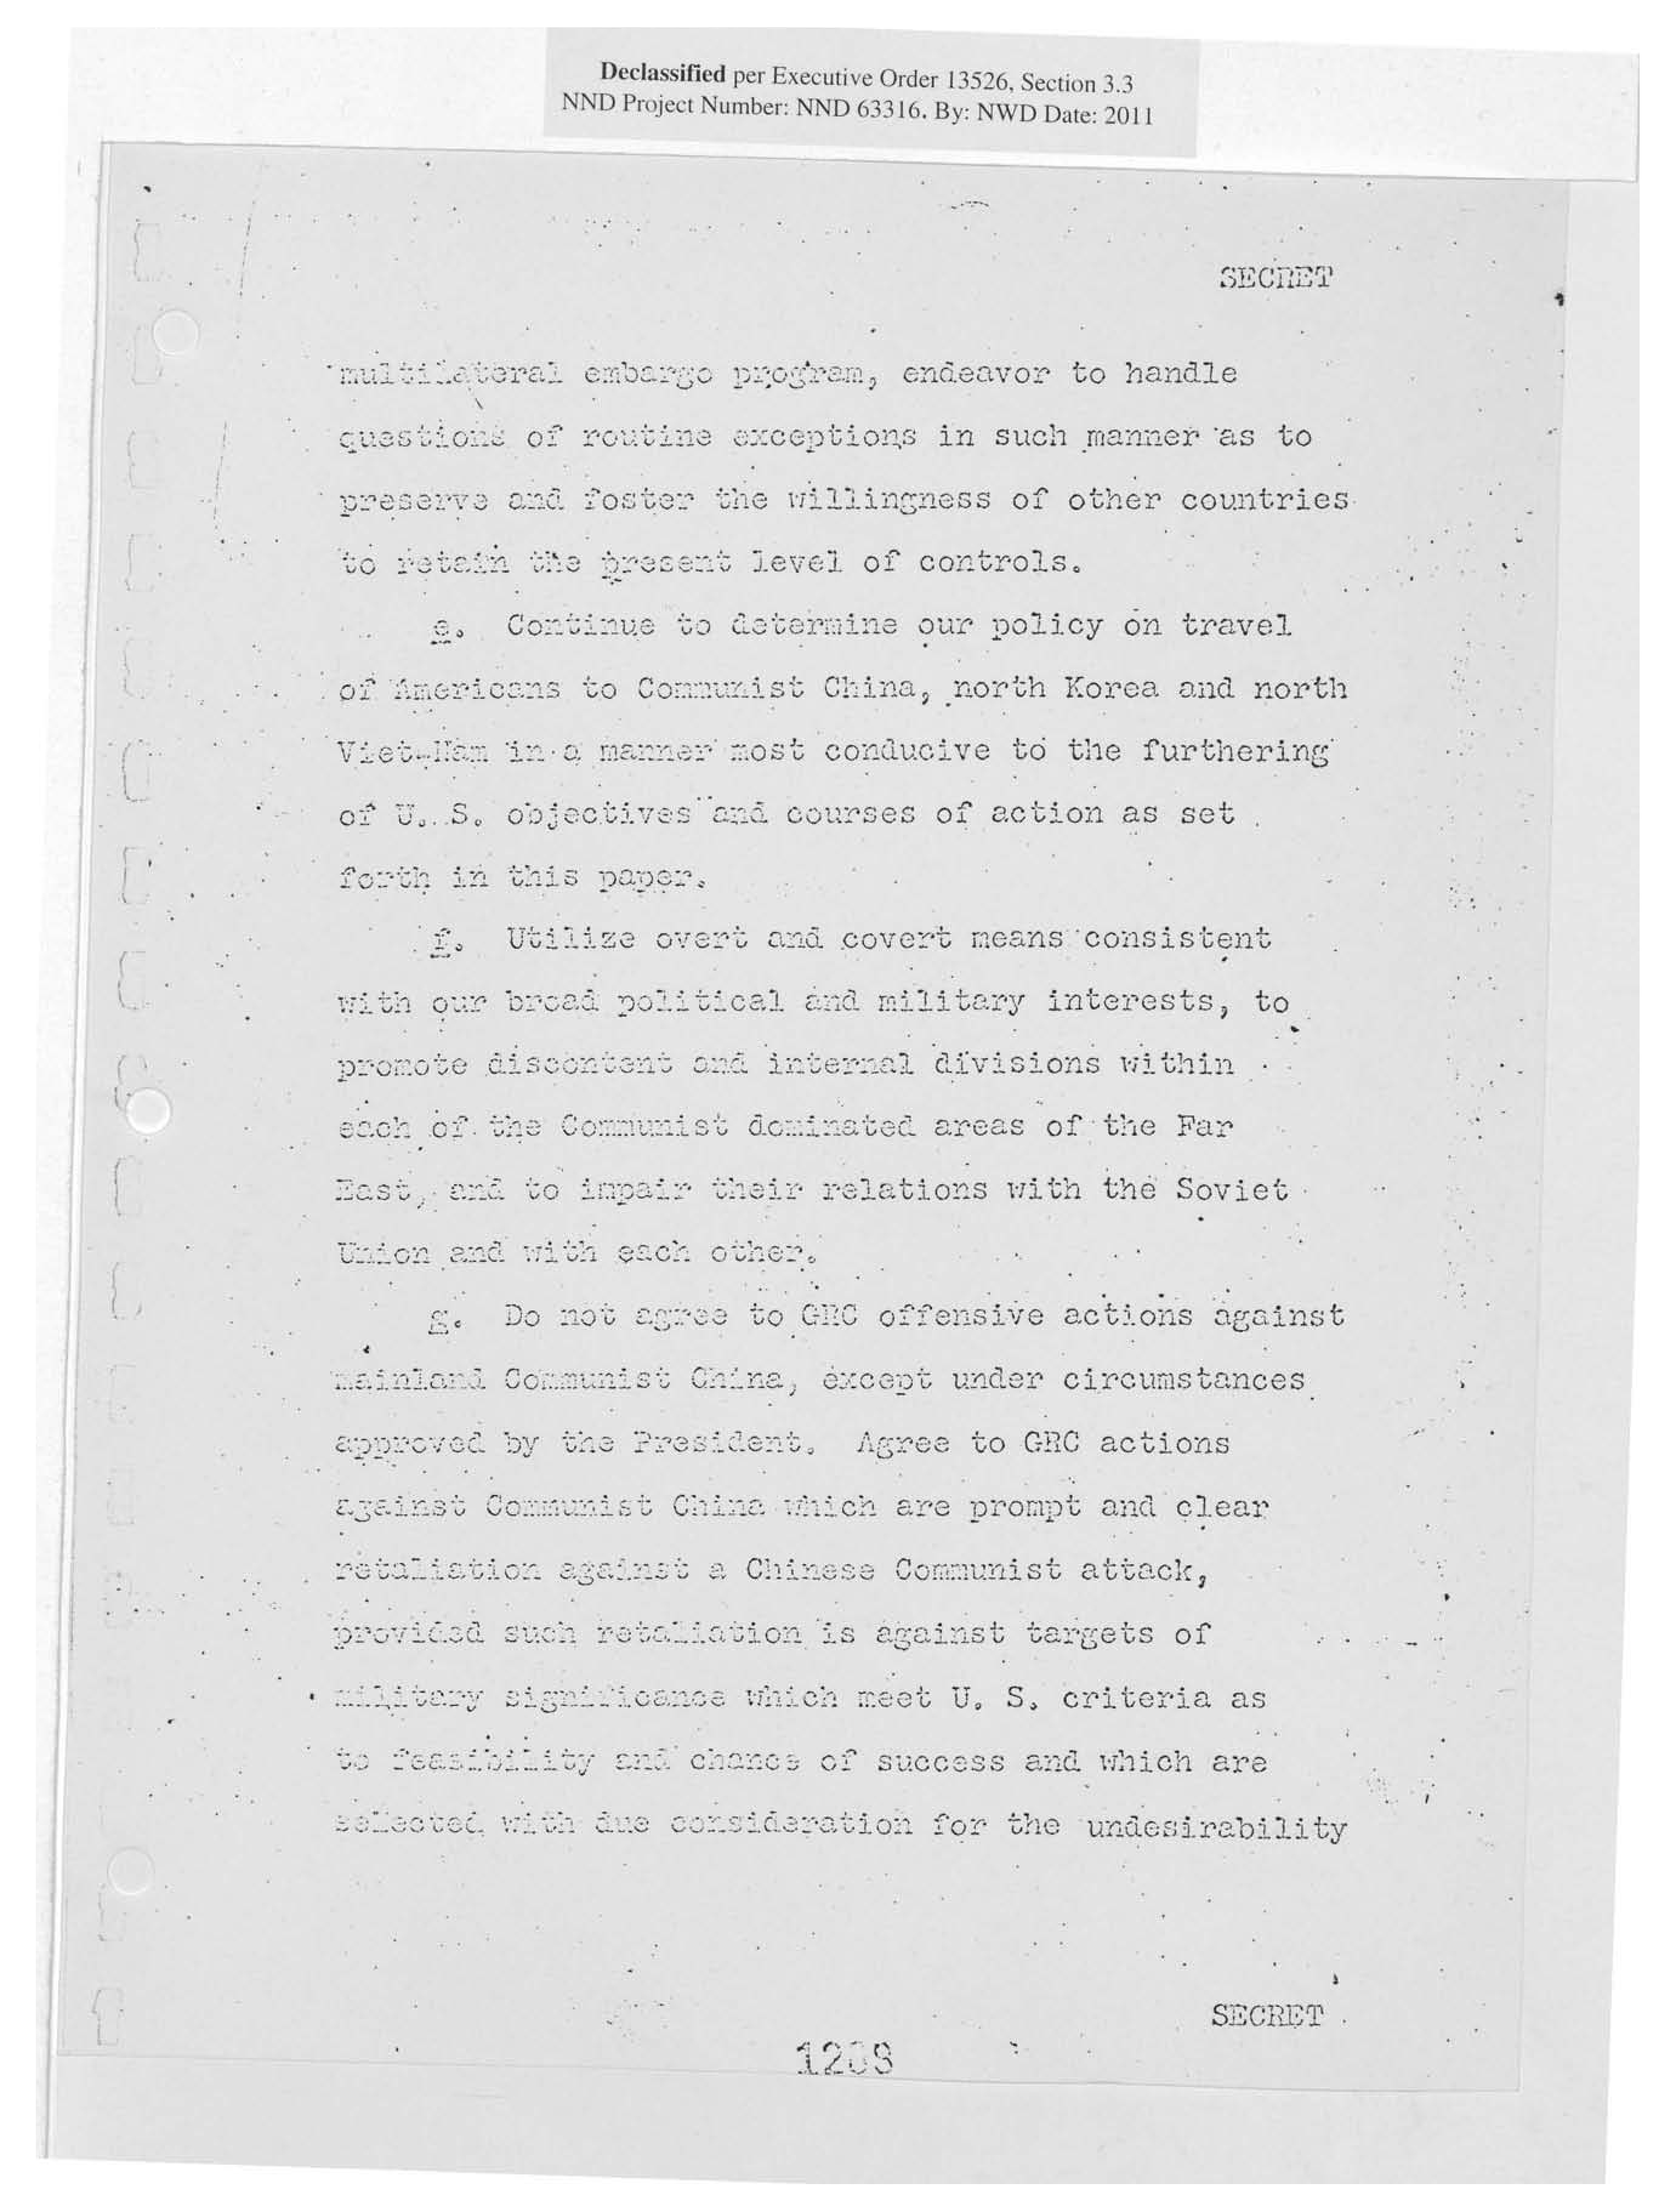 Declassified per Executive Order 13526, Section 3.3
NND Project Number: NND 63316. By: NWD Date: 2011
SECRET
multilateral embargo program, endeavor to handle
questions of routine exceptions in such manner as to
preserve and foster the willingness of other countries
to retain the present level of controls.
e. Continue to determine our policy on travel
of Americans to Communist China, north Korea and north
Viet-Nam in a manner most conducive to the furthering
of U. S. objectives and courses of action as set
forth in this paper.
f. Utilize overt and covert means consistent
with our broad political and military interests, to
promote discontent and internal divisions within
each of the Communist dominated areas of the Far
East, and to impair their relations with the Soviet
Union and with each other.
g. Do not agree to GRC offensive actions against
mainland Communist China, except under circumstances
approved by the President. Agree to GRC actions
against Communist China which are prompt and clear
retaliation against a Chinese Communist attack,
provided such retaliation is against targets of
military significance which meet U. S. criteria as
to feasibility and chance of success and which are
selected with due consideration for the undesirability
SECRET